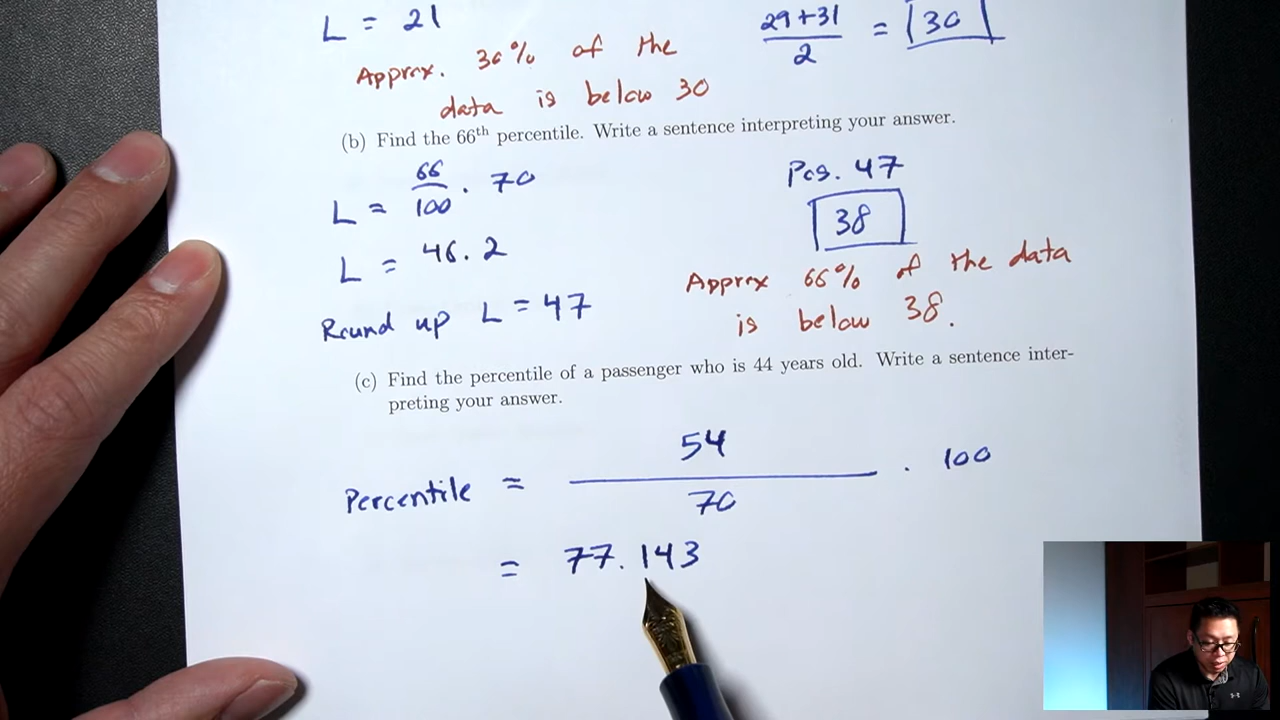 L = 21
29+31
2
= 30
Approx. 30% of the
data is below 30
(b) Find the 66th percentile. Write a sentence interpreting your answer.
L = 66/100 · 70
L = 46.2
Round up L = 47
Pos. 47
38
Approx 66% of the data
is below 38.
(c) Find the percentile of a passenger who is 44 years old. Write a sentence inter-
preting your answer.
Percentile = 54/70 · 100
= 77.143